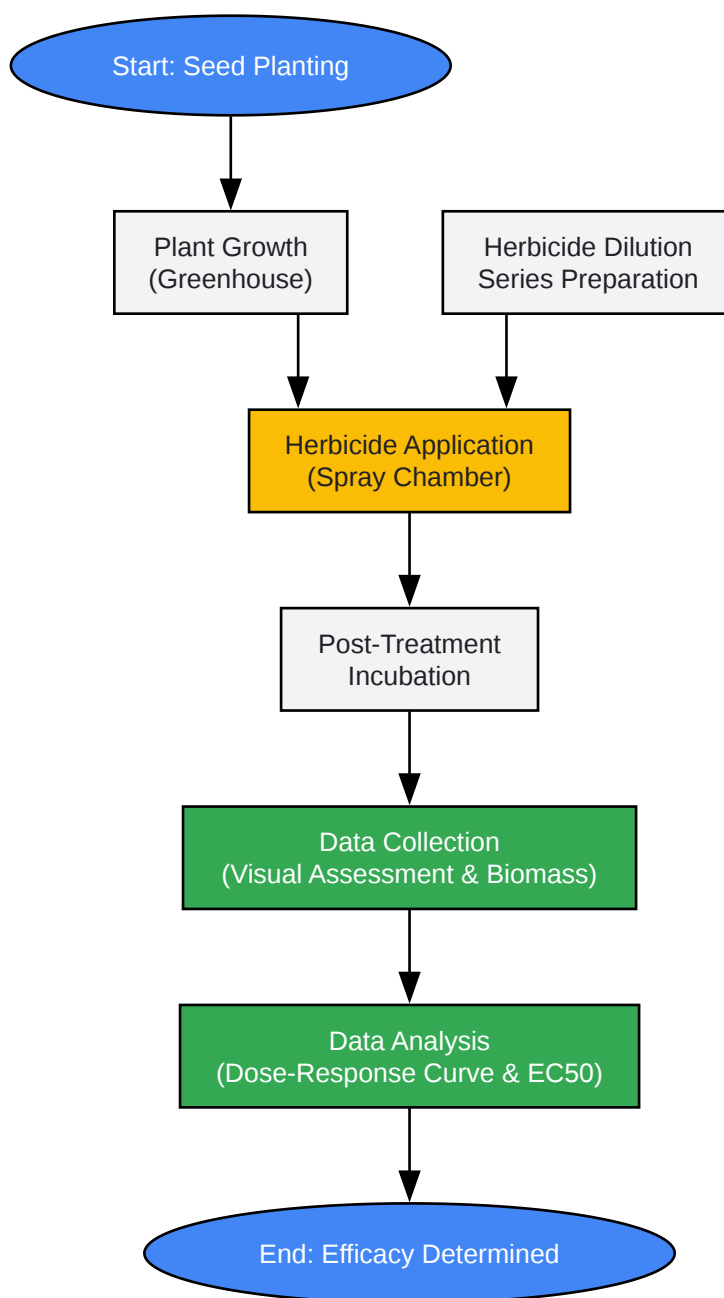 Start: Seed Planting
Plant Growth
(Greenhouse)
Herbicide Dilution
Series Preparation
Herbicide Application
(Spray Chamber)
Post-Treatment
Incubation
Data Collection
(Visual Assessment & Biomass)
Data Analysis
(Dose-Response Curve & EC50)
End: Efficacy Determined